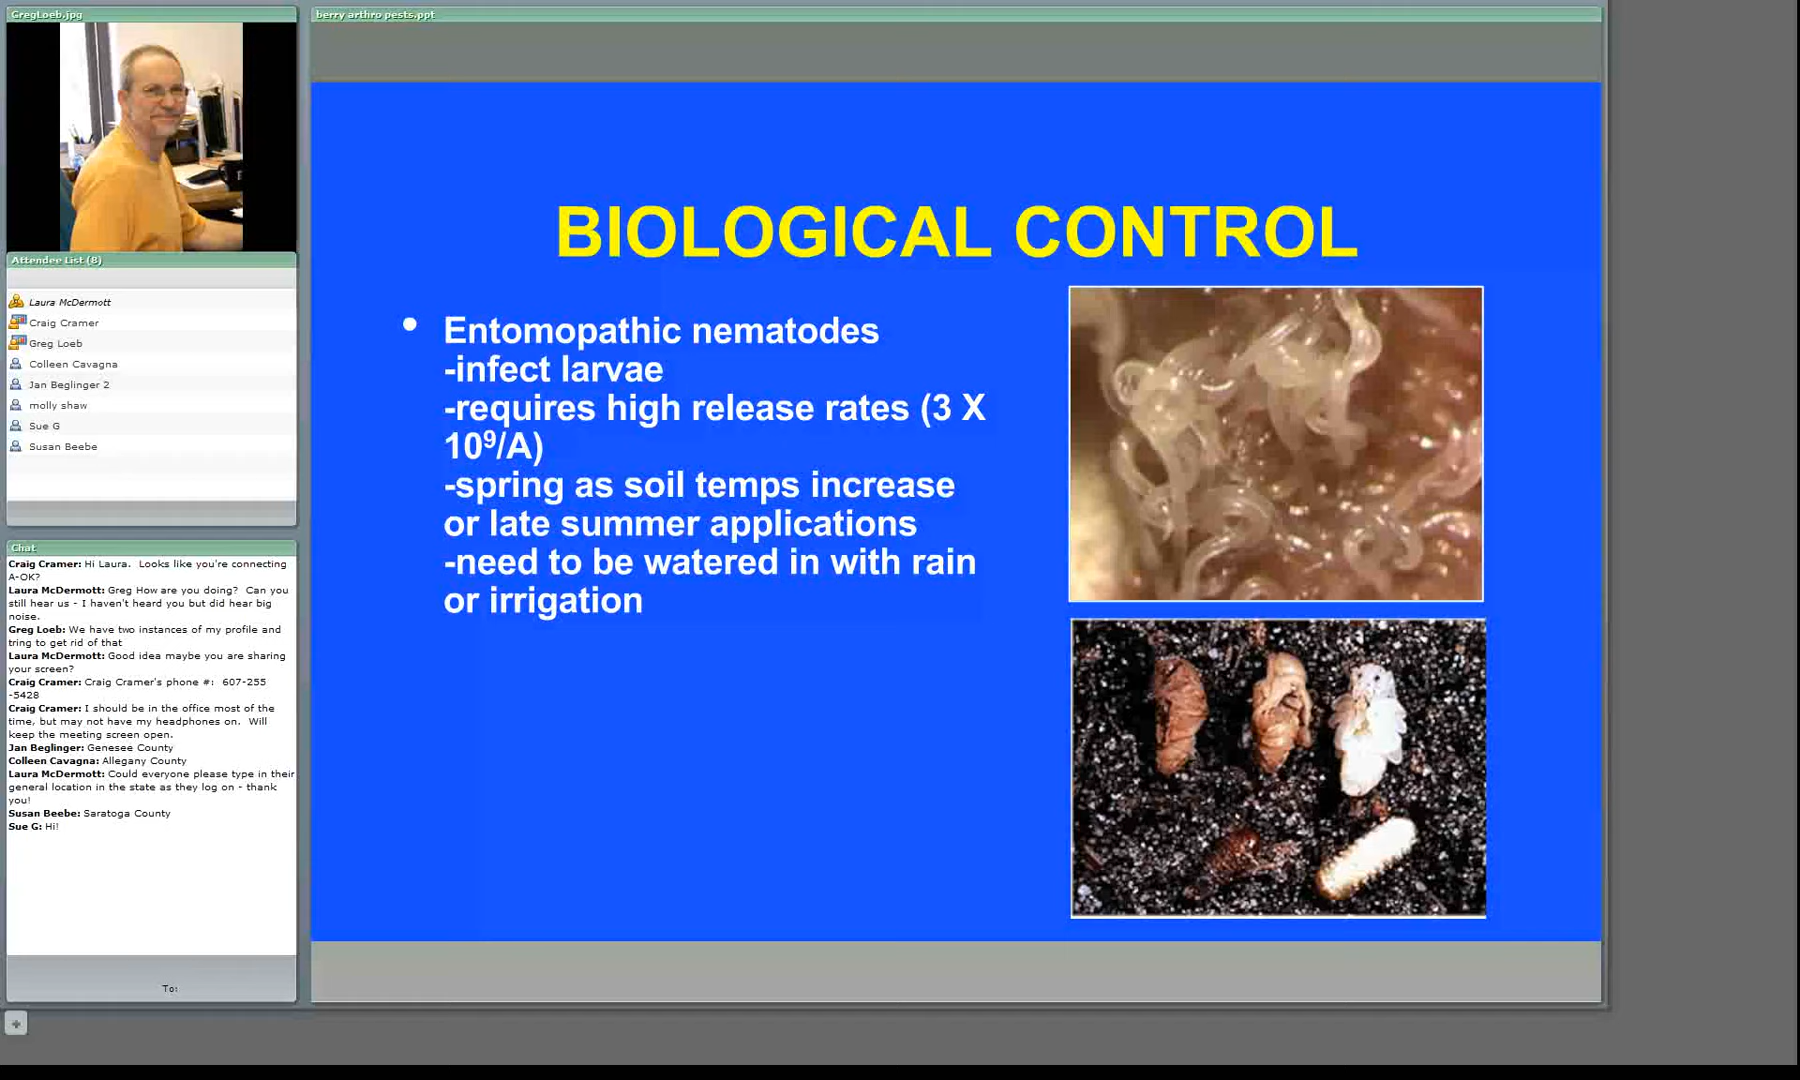 GregLoeb.jpg
berry arthro pests.ppt
Attendee List (8)
Laura McDermott
Craig Cramer
Greg Loeb
Colleen Cavagna
Jan Beglinger 2
molly shaw
Sue G
Susan Beebe
Chat
Craig Cramer: Hi Laura.  Looks like you're connecting
A-OK?
Laura McDermott: Greg How are you doing?  Can you
still hear us - I haven't heard you but did hear big
noise.
Greg Loeb: We have two instances of my profile and
tring to get rid of that
Laura McDermott: Good idea maybe you are sharing
your screen?
Craig Cramer: Craig Cramer's phone #:  607-255
-5428
Craig Cramer: I should be in the office most of the
time, but may not have my headphones on.  Will
keep the meeting screen open.
Jan Beglinger: Genesee County
Colleen Cavagna: Allegany County
Laura McDermott: Could everyone please type in their
general location in the state as they log on - thank
you!
Susan Beebe: Saratoga County
Sue G: Hi!
To:
BIOLOGICAL CONTROL
• Entomopathic nematodes
-infect larvae
-requires high release rates (3 X
10⁹/A)
-spring as soil temps increase
or late summer applications
-need to be watered in with rain
or irrigation